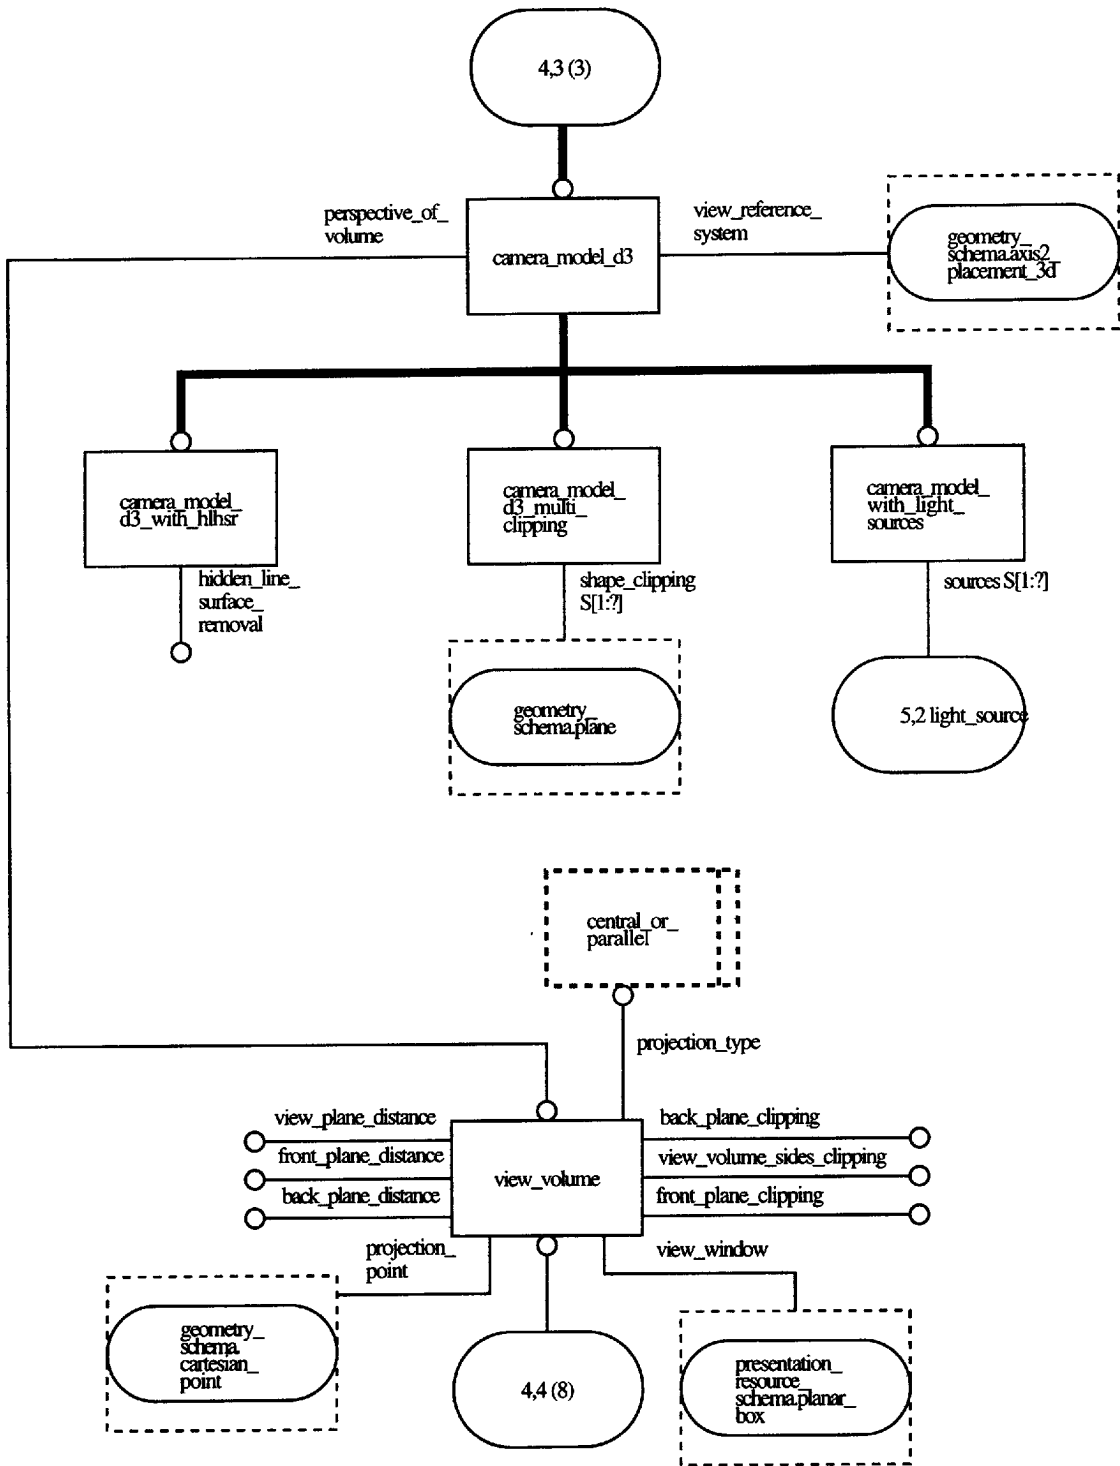 4,3 (3)
perspective_of_
volume
view_reference_
system
camera_model_d3
geometry_
schema.axis2_
placement_3d
camera_model_
d3_with_hlhsr
camera_model_
d3_multi_
clipping
camera_model_
with_light_
sources
hidden_line_
surface_
removal
shape_clipping
S[1:?]
sources S[1:?]
geometry_
schema.plane
5,2 light_source
central_or_
parallel
projection_type
view_plane_distance
back_plane_clipping
front_plane_distance
view_volume
view_volume_sides_clipping
back_plane_distance
front_plane_clipping
projection_
point
view_window
geometry_
schema.
cartesian_
point
4,4 (8)
presentation_
resource_
schema.planar_
box